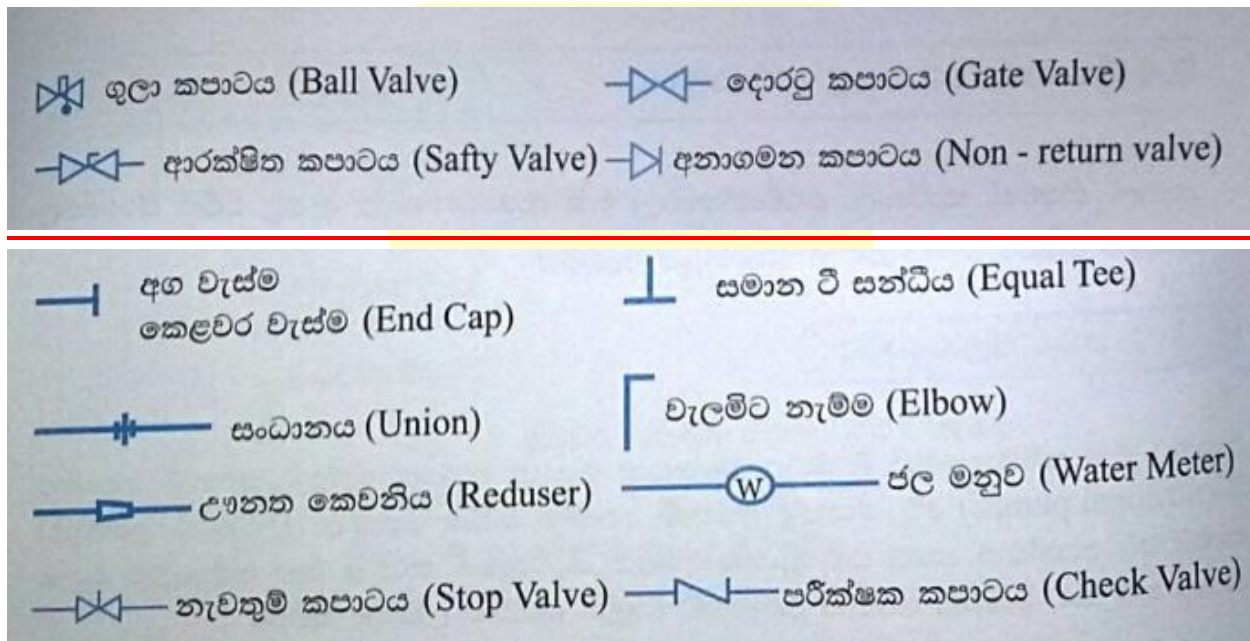 ගුලා කපාටය (Ball Valve)
දොරටු කපාටය (Gate Valve)
ආරක්ෂිත කපාටය (Safty Valve)
අනාගමන කපාටය (Non - return valve)
අග වැස්ම
කෙළවර වැස්ම (End Cap)
සමාන ටී සන්ධිය (Equal Tee)
සංධානය (Union)
වැලමිට නැම්ම (Elbow)
ඌනත කෙවනිය (Reduser)
W
ජල මනුව (Water Meter)
නැවතුම් කපාටය (Stop Valve)
පරීක්ෂක කපාටය (Check Valve)